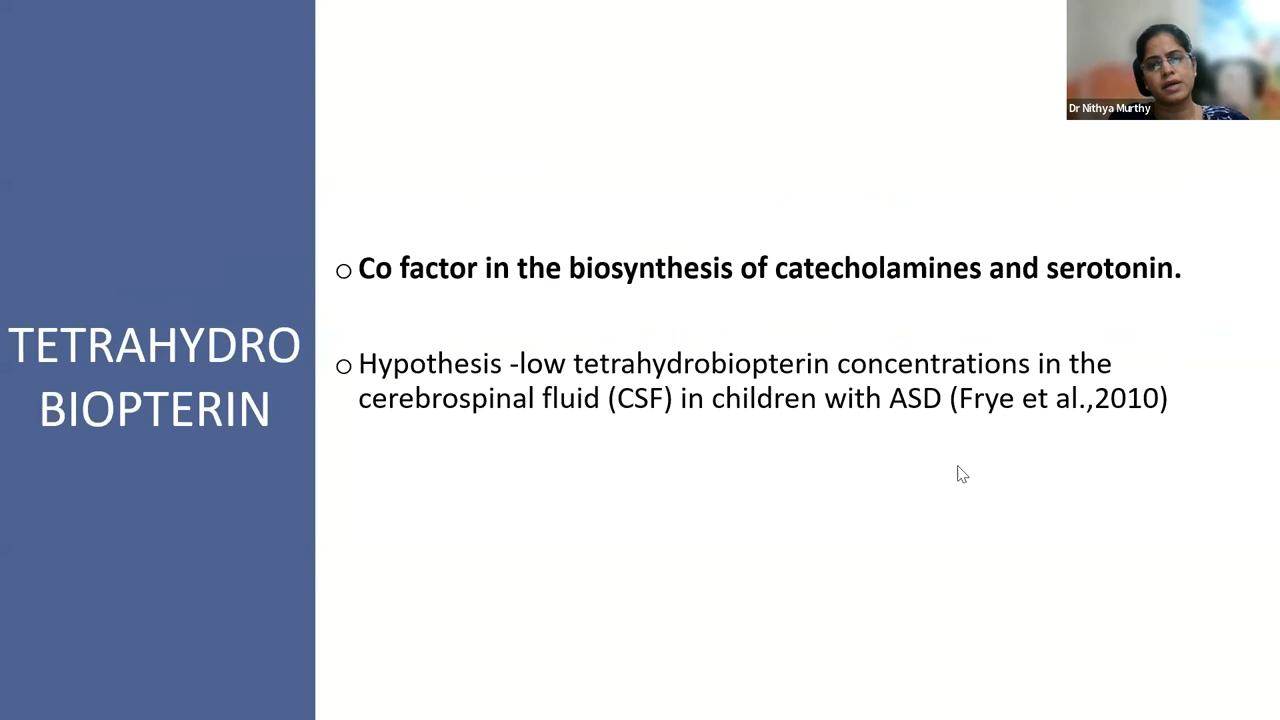 TETRAHYDRO
BIOPTERIN
o Co factor in the biosynthesis of catecholamines and serotonin.
o Hypothesis -low tetrahydrobiopterin concentrations in the
cerebrospinal fluid (CSF) in children with ASD (Frye et al.,2010)
Dr Nithya Murthy